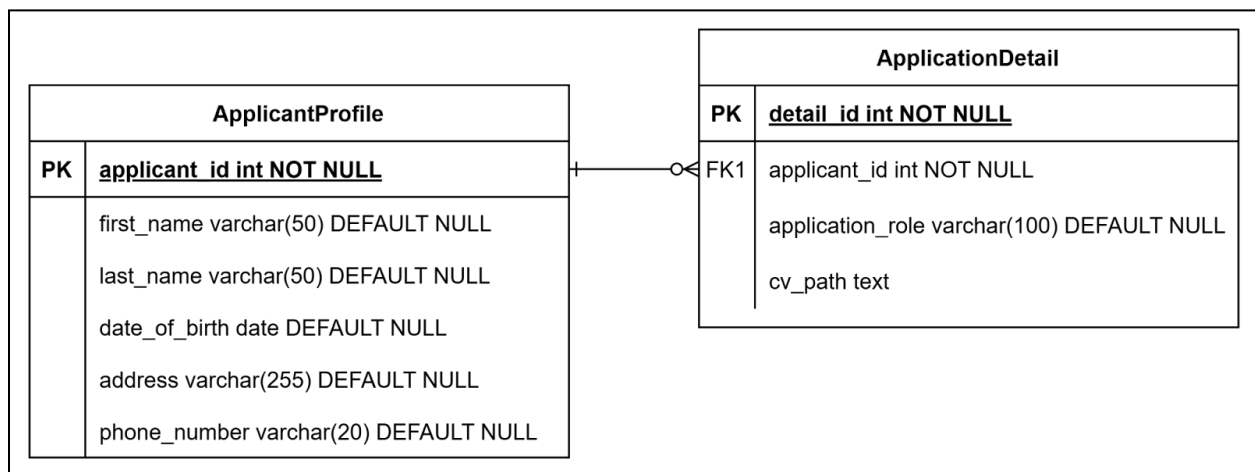 ApplicantProfile
PK applicant_id int NOT NULL
first_name varchar(50) DEFAULT NULL
last_name varchar(50) DEFAULT NULL
date_of_birth date DEFAULT NULL
address varchar(255) DEFAULT NULL
phone_number varchar(20) DEFAULT NULL
ApplicationDetail
PK detail_id int NOT NULL
FK1 applicant_id int NOT NULL
application_role varchar(100) DEFAULT NULL
cv_path text